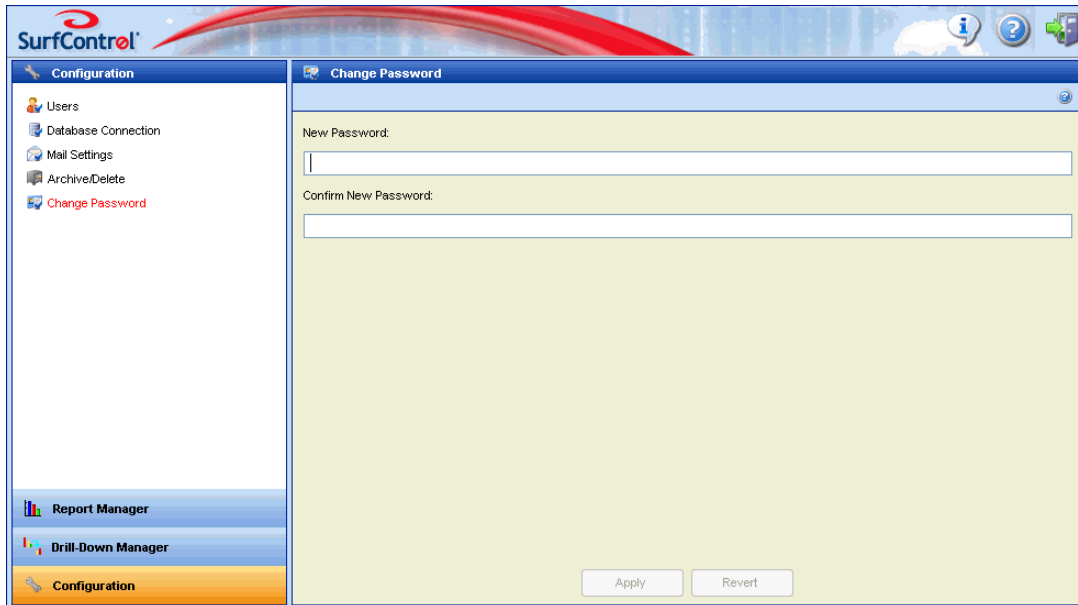 SurfControl
Configuration
Users
Database Connection
Mail Settings
Archive/Delete
Change Password
Report Manager
Drill-Down Manager
Configuration
Change Password
New Password:
Confirm New Password:
Apply
Revert